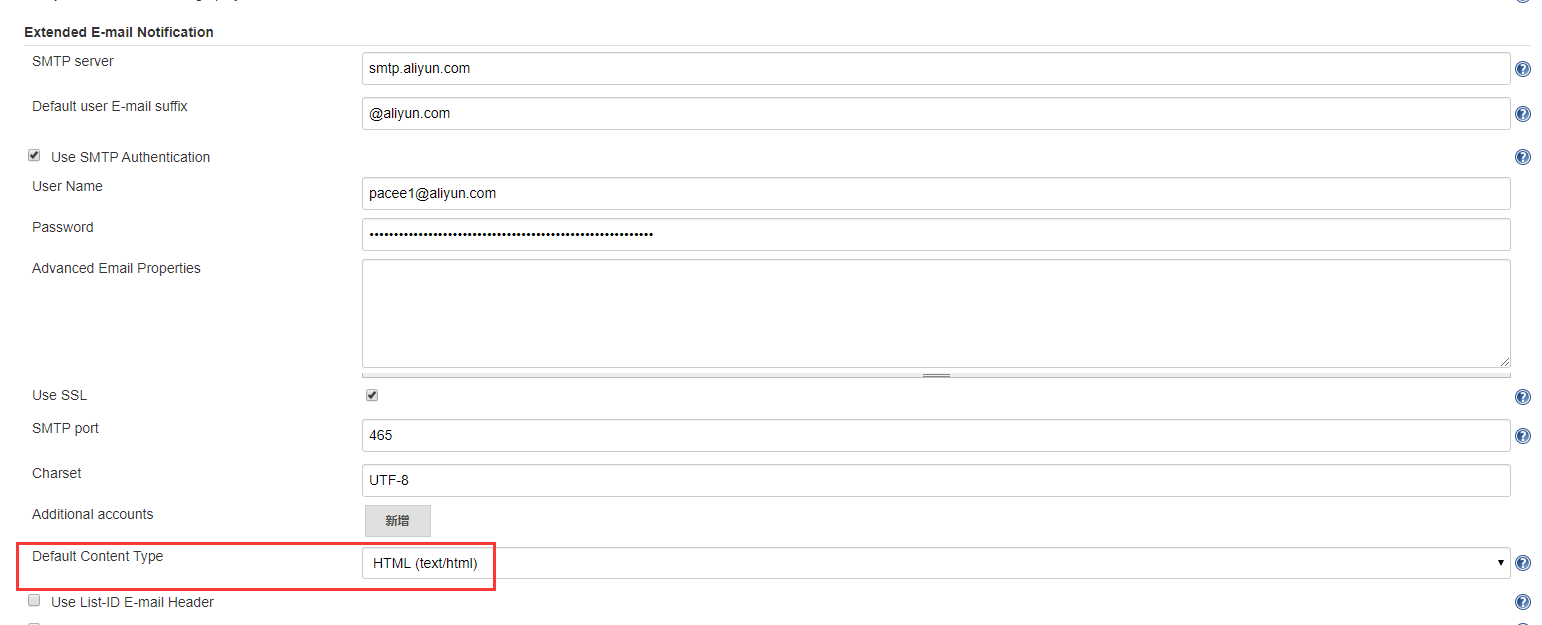 Extended E-mail Notification
SMTP server
smtp.aliyun.com
Default user E-mail suffix
@aliyun.com
Use SMTP Authentication
User Name
pacee1@aliyun.com
Password
Advanced Email Properties
Use SSL
SMTP port
465
Charset
UTF-8
Additional accounts
新增
Default Content Type
HTML (text/html)
Use List-ID E-mail Header